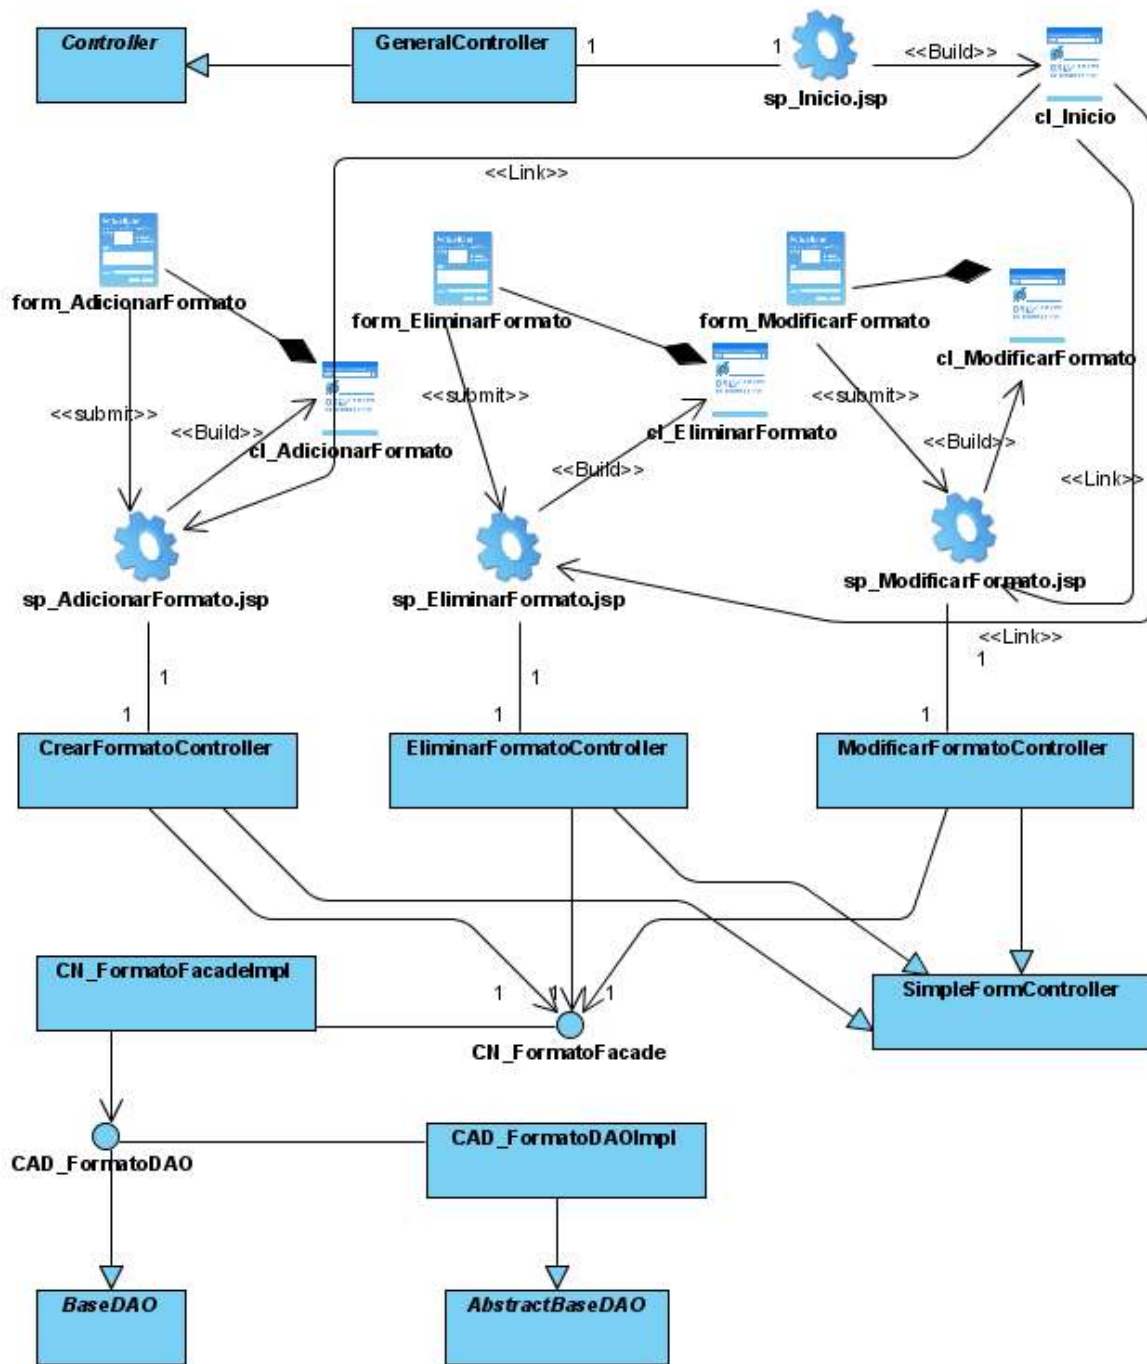 Controller
GeneralController
1
1
<<Build>>
sp_Inicio.jsp
cl_Inicio
<<Link>>
form_AdicionarFormato
form_EliminarFormato
form_ModificarFormato
cl_ModificarFormato
<<submit>>
<<submit>>
<<submit>>
<<Build>>
cl_AdicionarFormato
cl_EliminarFormato
<<Build>>
<<Build>>
<<Link>>
sp_AdicionarFormato.jsp
sp_EliminarFormato.jsp
sp_ModificarFormato.jsp
<<Link>>
1
1
1
1
1
1
CrearFormatoController
EliminarFormatoController
ModificarFormatoController
CN_FormatoFacadeImpl
1
1
1
SimpleFormController
CN_FormatoFacade
CAD_FormatoDAO
CAD_FormatoDAOImpl
BaseDAO
AbstractBaseDAO